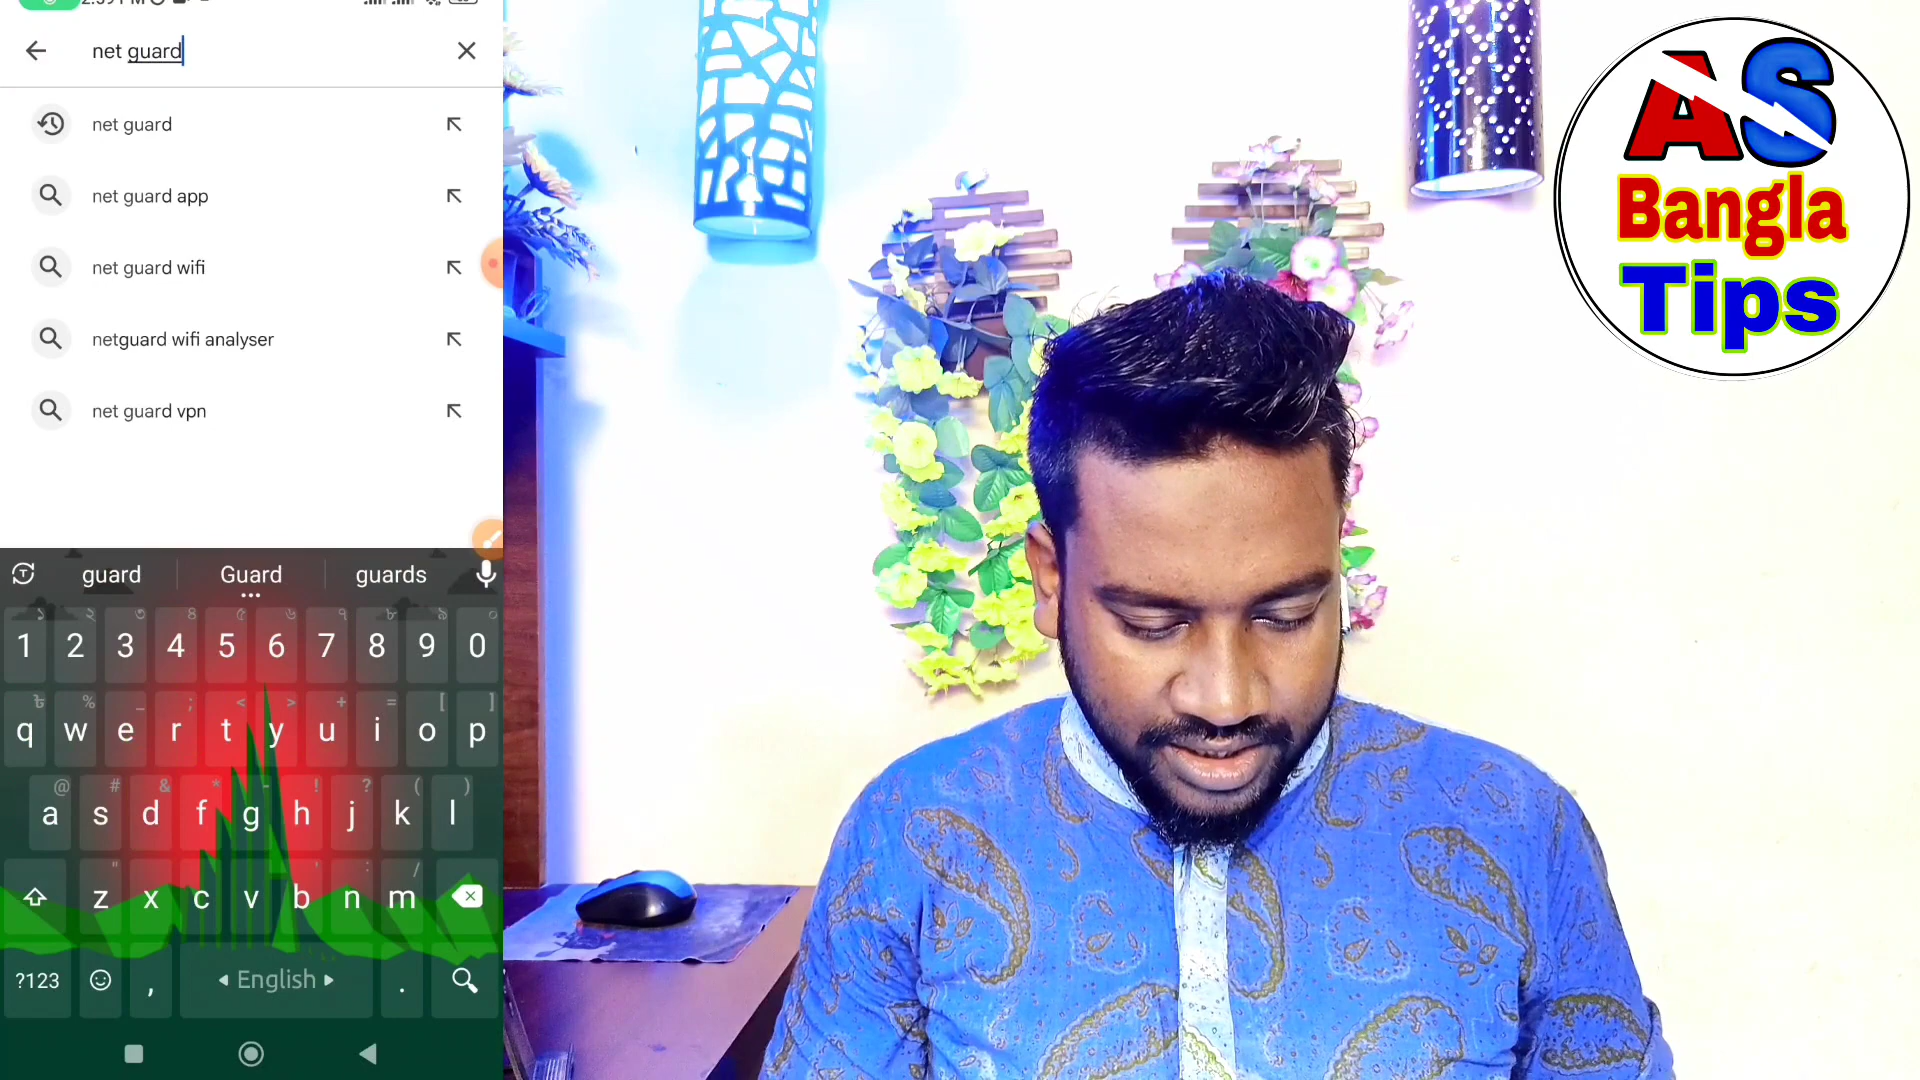 net guard
net guard
net guard app
net guard wifi
netguard wifi analyser
net guard vpn
guard Guard guards
1 2 3 4 5 6 7 8 9 0
q w e r t y u i o p
a s d f g h j k l
z x c v b n m
?123 , English .
AS
Bangla
Tips